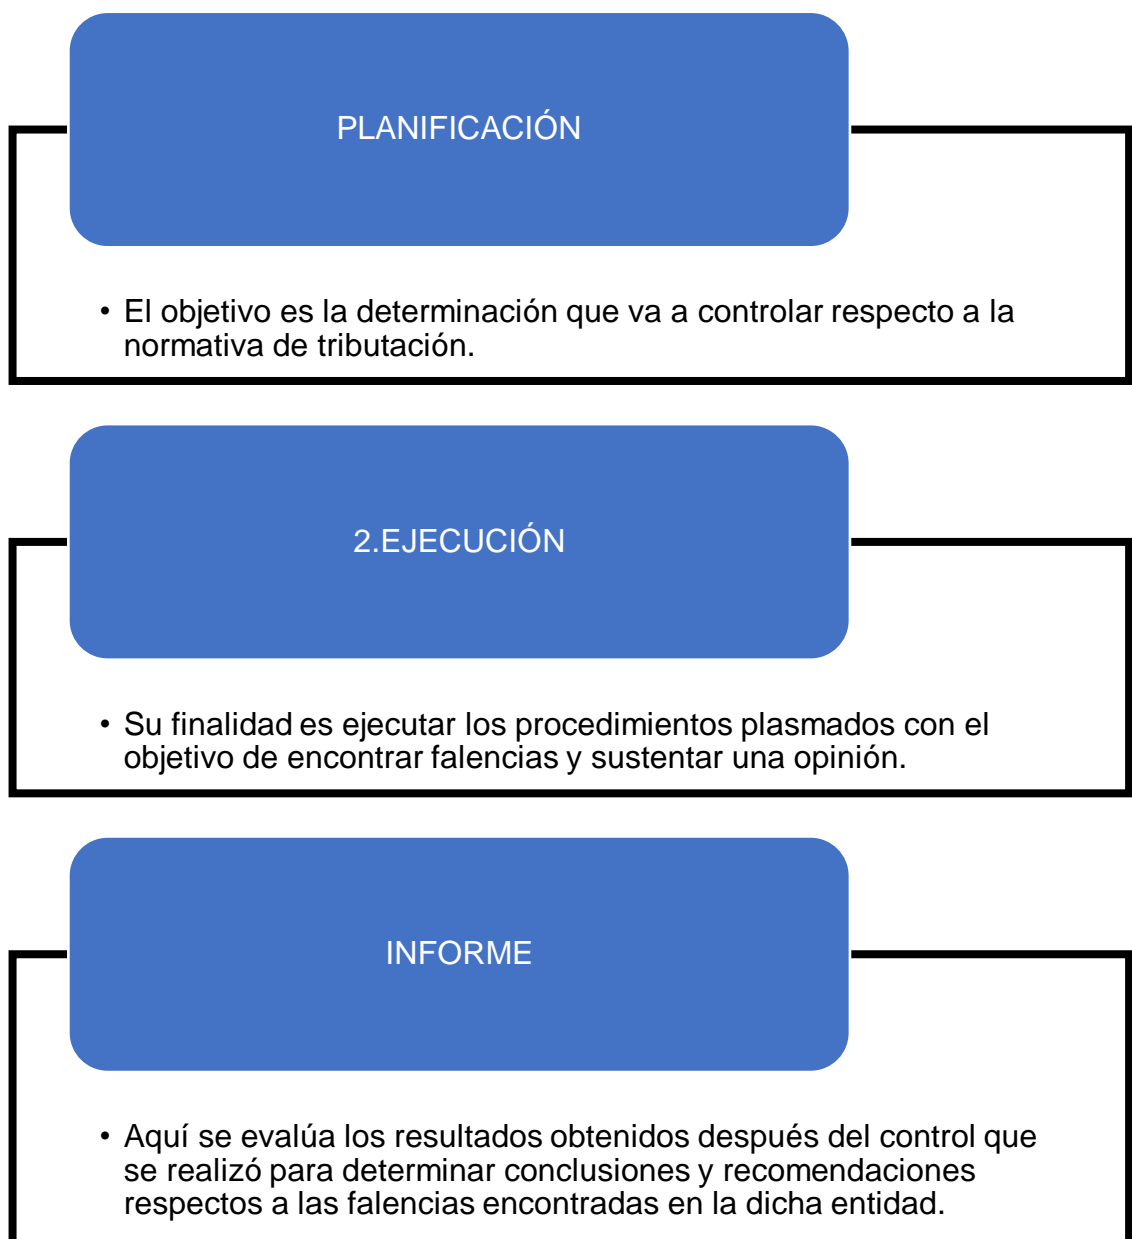 PLANIFICACIÓN
• El objetivo es la determinación que va a controlar respecto a la
normativa de tributación.
2.EJECUCIÓN
• Su finalidad es ejecutar los procedimientos plasmados con el
objetivo de encontrar falencias y sustentar una opinión.
INFORME
• Aquí se evalúa los resultados obtenidos después del control que
se realizó para determinar conclusiones y recomendaciones
respectos a las falencias encontradas en la dicha entidad.